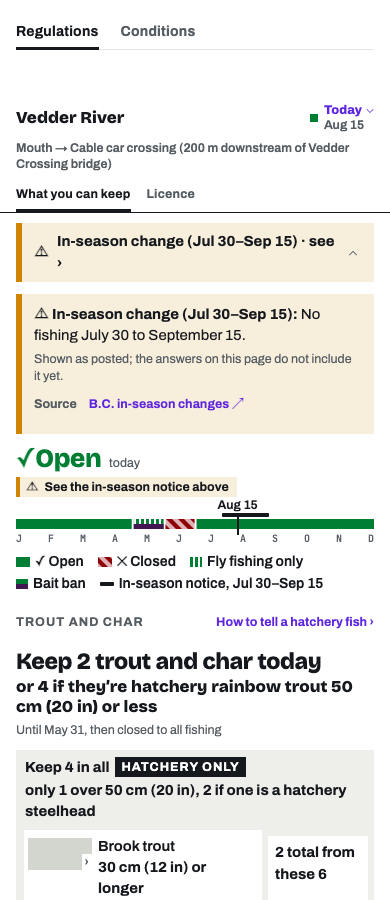 Regulations Conditions
Vedder River
Today
Aug 15
Mouth → Cable car crossing (200 m downstream of Vedder
Crossing bridge)
What you can keep Licence
⚠ In-season change (Jul 30–Sep 15) · see
›
⚠ In-season change (Jul 30–Sep 15): No
fishing July 30 to September 15.
Shown as posted; the answers on this page do not include
it yet.
Source B.C. in-season changes ↗
✓Open today
⚠ See the in-season notice above
Aug 15
J F M A M J J A S O N D
✓ Open ✕ Closed Fly fishing only
Bait ban In-season notice, Jul 30–Sep 15
TROUT AND CHAR How to tell a hatchery fish ›
Keep 2 trout and char today
or 4 if they're hatchery rainbow trout 50
cm (20 in) or less
Until May 31, then closed to all fishing
Keep 4 in all HATCHERY ONLY
only 1 over 50 cm (20 in), 2 if one is a hatchery
steelhead
› Brook trout
30 cm (12 in) or
longer
2 total from
these 6